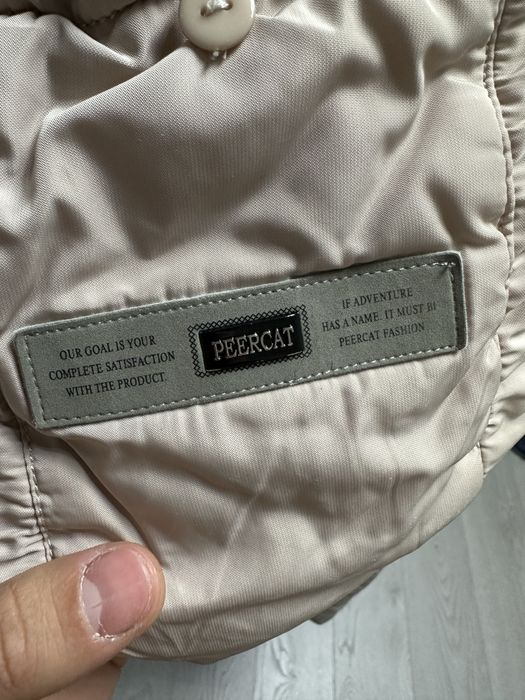 OUR GOAL IS YOUR
COMPLETE SATISFACTION
WITH THE PRODUCT.
PEERCAT
IF ADVENTURE
HAS A NAME. IT MUST BE
PEERCAT FASHION